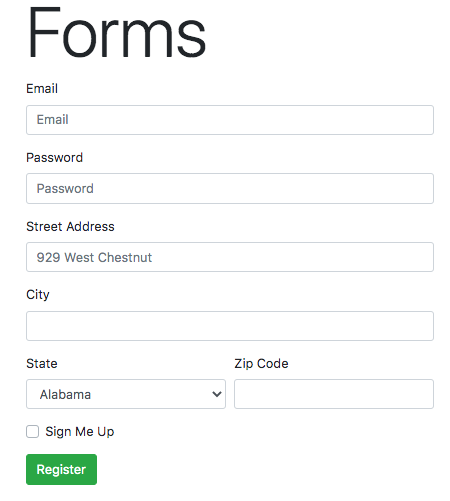 Forms
Email
Email
Password
Password
Street Address
929 West Chestnut
City
State Zip Code
Alabama
Sign Me Up
Register